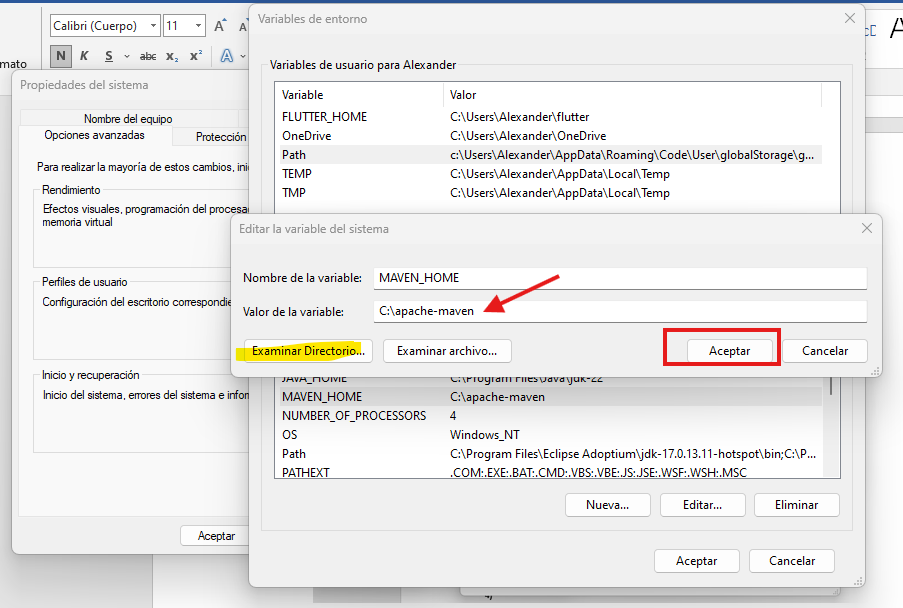 Calibri (Cuerpo) 11 A A
N K S abc x₂ x² A
mato
Variables de entorno
Propiedades del sistema
Nombre del equipo
Opciones avanzadas Protección
Para realizar la mayoría de estos cambios, ini
Rendimiento
Efectos visuales, programación del procesa
memoria virtual
Perfiles de usuario
Configuración del escritorio correspondie
Inicio y recuperación
Inicio del sistema, errores del sistema e infor
Aceptar
Variables de usuario para Alexander
Variable Valor
FLUTTER_HOME C:\Users\Alexander\flutter
OneDrive C:\Users\Alexander\OneDrive
Path c:\Users\Alexander\AppData\Roaming\Code\User\globalStorage\g...
TEMP C:\Users\Alexander\AppData\Local\Temp
TMP C:\Users\Alexander\AppData\Local\Temp
Editar la variable del sistema
Nombre de la variable: MAVEN_HOME
Valor de la variable: C:\apache-maven
Examinar Directorio... Examinar archivo... Aceptar Cancelar
JAVA_HOME C:\Program Files\Java\jdk-22
MAVEN_HOME C:\apache-maven
NUMBER_OF_PROCESSORS 4
OS Windows_NT
Path C:\Program Files\Eclipse Adoptium\jdk-17.0.13.11-hotspot\bin;C:\P...
PATHEXT .COM;.EXE;.BAT;.CMD;.VBS;.VBE;.JS;.JSE;.WSF;.WSH;.MSC
Nueva... Editar... Eliminar
Aceptar Cancelar